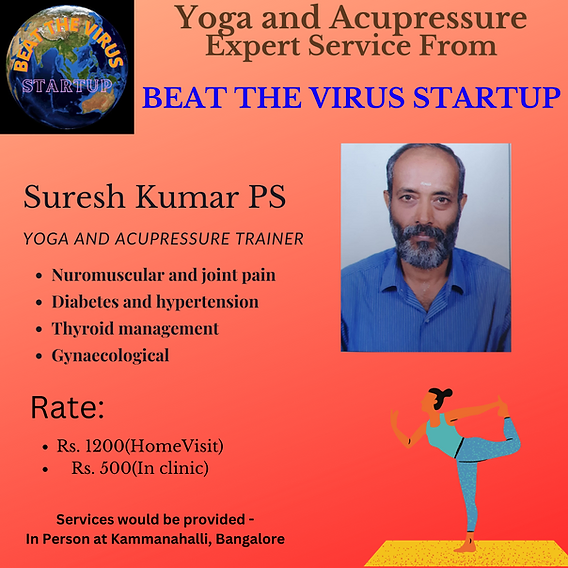 BEAT THE VIRUS
STARTUP
Yoga and Acupressure
Expert Service From
BEAT THE VIRUS STARTUP
Suresh Kumar PS
YOGA AND ACUPRESSURE TRAINER
• Nuromuscular and joint pain
• Diabetes and hypertension
• Thyroid management
• Gynaecological
Rate:
• Rs. 1200(HomeVisit)
• Rs. 500(In clinic)
Services would be provided -
In Person at Kammanahalli, Bangalore